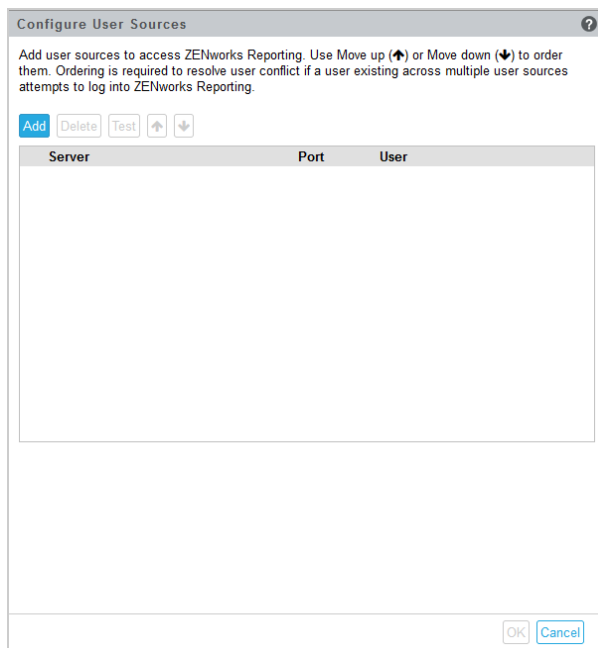 Configure User Sources ?
Add user sources to access ZENworks Reporting. Use Move up (↑) or Move down (↓) to order
them. Ordering is required to resolve user conflict if a user existing across multiple user sources
attempts to log into ZENworks Reporting.
Add Delete Test ↑ ↓
Server Port User
OK Cancel